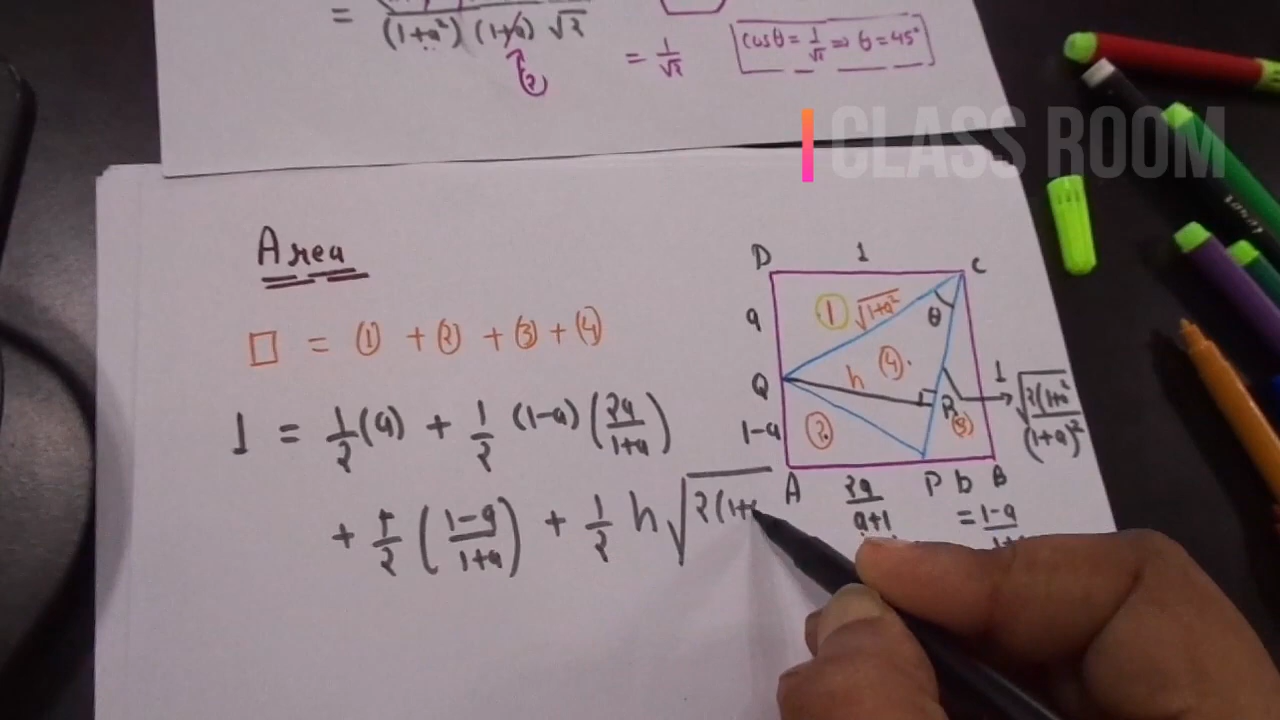 = / (1+a²) (1+a) √2
2
= 1/√2
cosθ = 1/√2 ⇒ θ = 45°
CLASS ROOM
Area
□ = ① + ② + ③ + ④
1 = 1/2 (a) + 1/2 (1-a) (2a/1+a)
+ 1/2 (1-a/1+a) + 1/2 h √2(1+
D 1 C
a ① √1+a² θ
h ④
Q R 1 √2(1+a²)/(1+a)²
1-a ② ③
A 2a/a+1 P b B
= 1-a